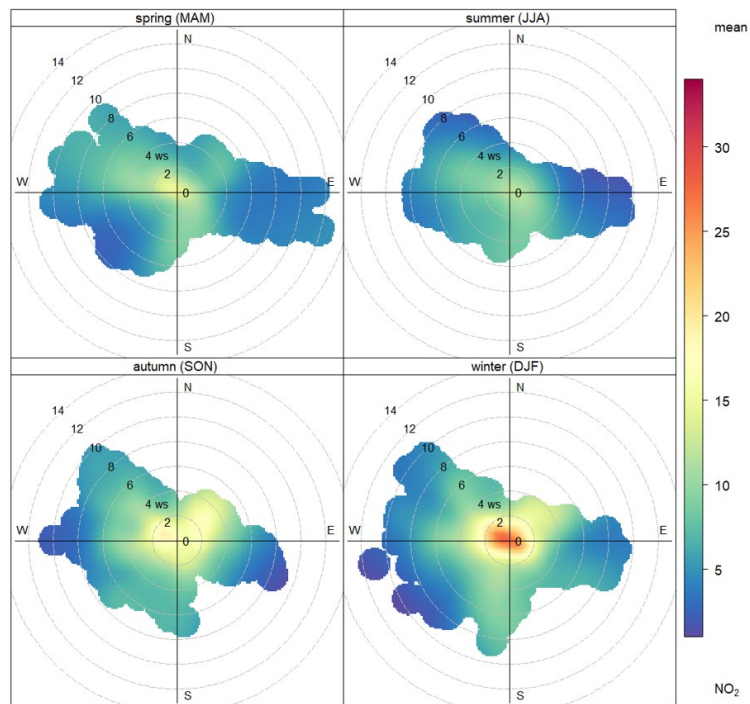 spring (MAM)
N
14
12
10
8
6
4 ws
2
0
W
E
S
summer (JJA)
N
14
12
10
8
6
4 ws
2
0
W
E
S
autumn (SON)
N
14
12
10
8
6
4 ws
2
0
W
E
S
winter (DJF)
N
14
12
10
8
6
4 ws
2
0
W
E
S
mean
30
25
20
15
10
5
NO₂